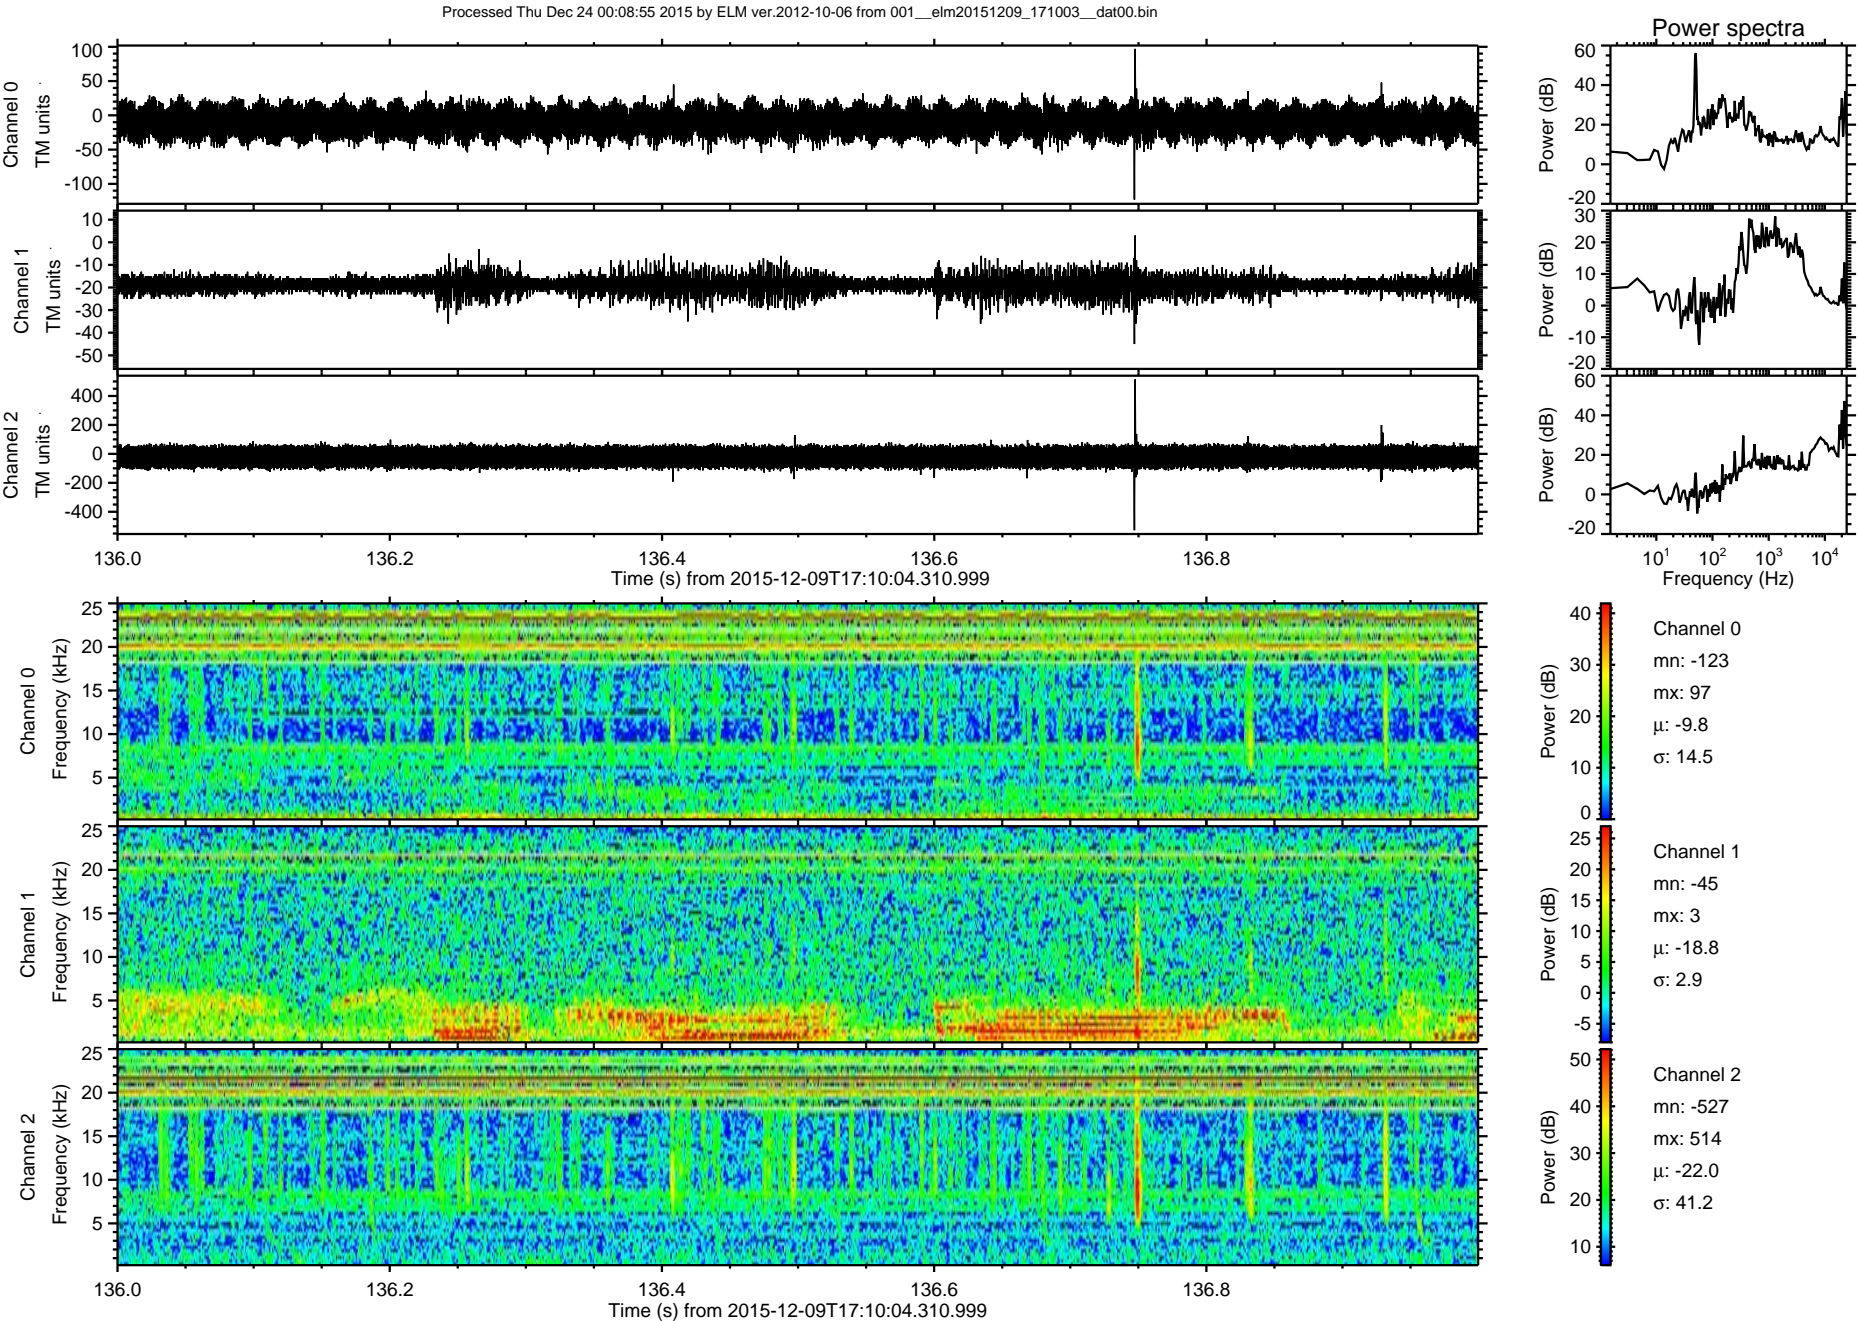 Processed Thu Dec 24 00:08:55 2015 by ELM ver.2012-10-06 from 001__elm20151209_171003__dat00.bin
Power spectra
Channel 0
TM units
100
50
0
-50
-100
Power (dB)
60
40
20
0
-20
Channel 1
TM units
10
0
-10
-20
-30
-40
-50
Power (dB)
30
20
10
0
-10
-20
Channel 2
TM units
400
200
0
-200
-400
Power (dB)
60
40
20
0
-20
136.0 136.2 136.4 136.6 136.8
Time (s) from 2015-12-09T17:10:04.310.999
10¹ 10² 10³ 10⁴
Frequency (Hz)
Channel 0
Frequency (kHz)
25
20
15
10
5
Power (dB)
40
30
20
10
0
Channel 0
mn: -123
mx: 97
μ: -9.8
σ: 14.5
Channel 1
Frequency (kHz)
25
20
15
10
5
Power (dB)
25
20
15
10
5
0
-5
Channel 1
mn: -45
mx: 3
μ: -18.8
σ: 2.9
Channel 2
Frequency (kHz)
25
20
15
10
5
Power (dB)
50
40
30
20
10
Channel 2
mn: -527
mx: 514
μ: -22.0
σ: 41.2
136.0 136.2 136.4 136.6 136.8
Time (s) from 2015-12-09T17:10:04.310.999